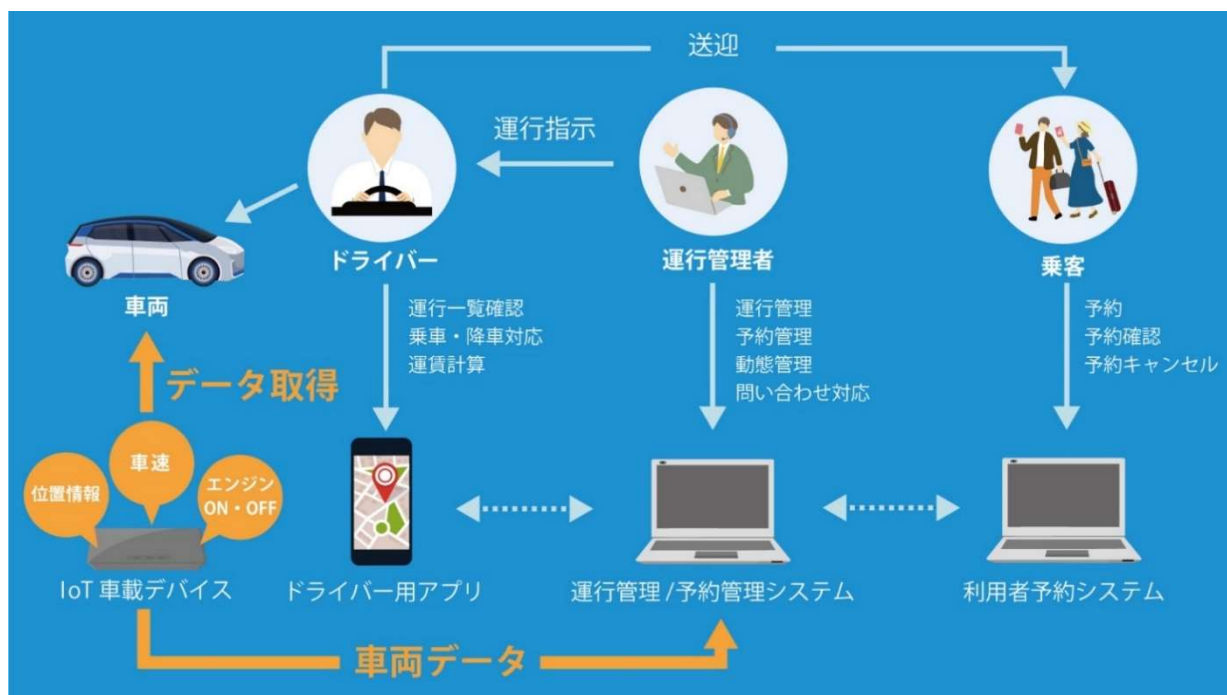 送迎
運行指示
ドライバー
運行管理者
乗客
車両
運行一覧確認
乗車・降車対応
運賃計算
運行管理
予約管理
動態管理
問い合わせ対応
予約
予約確認
予約キャンセル
データ取得
車速
位置情報
エンジン
ON・OFF
IoT 車載デバイス
ドライバー用アプリ
運行管理 /予約管理システム
利用者予約システム
車両データ